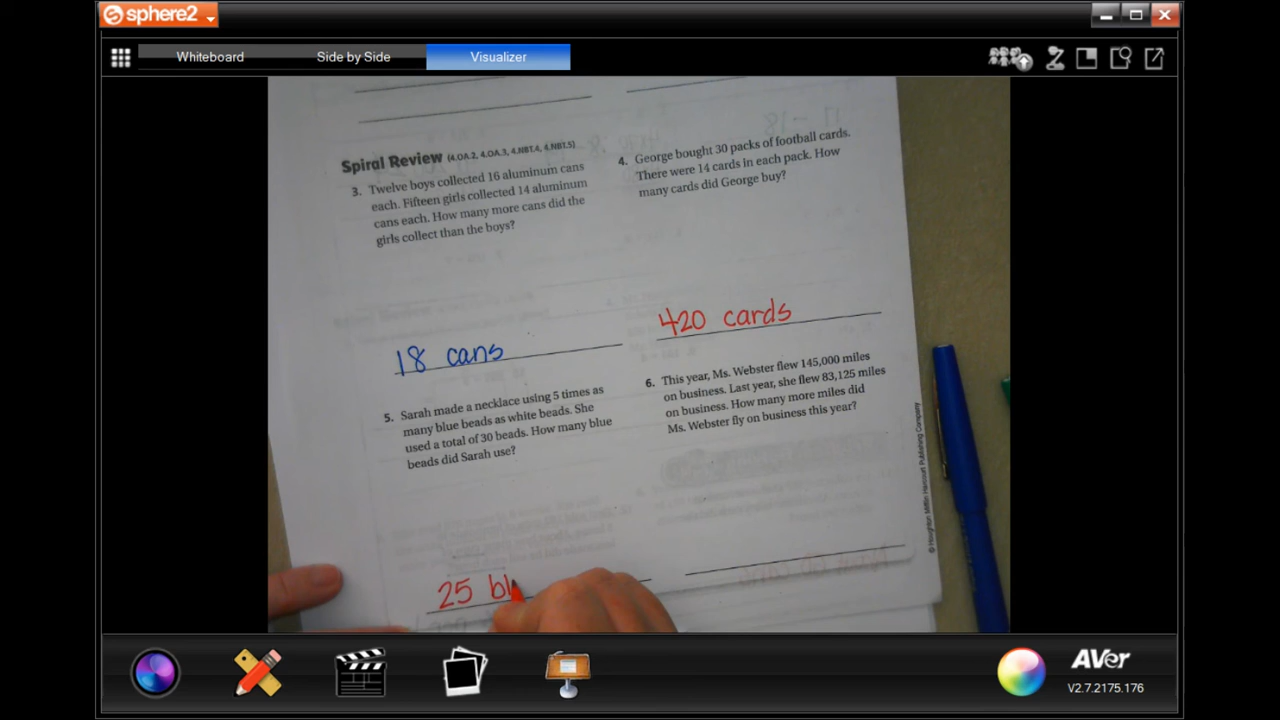 sphere2
Whiteboard
Side by Side
Visualizer
Spiral Review (4.OA.2, 4.OA.3, 4.NBT.4, 4.NBT.5)
3. Twelve boys collected 16 aluminum cans
each. Fifteen girls collected 14 aluminum
cans each. How many more cans did the
girls collect than the boys?
18 cans
4. George bought 30 packs of football cards.
There were 14 cards in each pack. How
many cards did George buy?
420 cards
5. Sarah made a necklace using 5 times as
many blue beads as white beads. She
used a total of 30 beads. How many blue
beads did Sarah use?
25 bl
6. This year, Ms. Webster flew 145,000 miles
on business. Last year, she flew 83,125 miles
on business. How many more miles did
Ms. Webster fly on business this year?
© Houghton Mifflin Harcourt Publishing Company
AVer
V2.7.2175.176